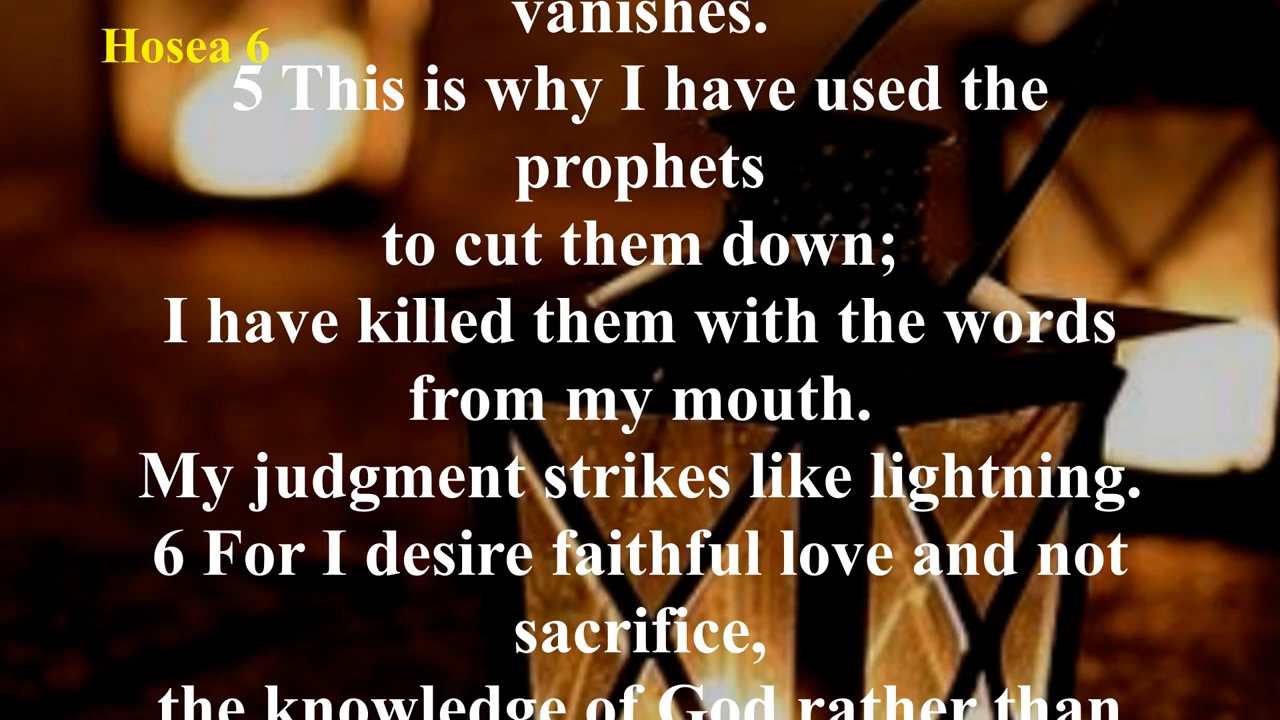 vanishes.
Hosea 6
5 This is why I have used the
prophets
to cut them down;
I have killed them with the words
from my mouth.
My judgment strikes like lightning.
6 For I desire faithful love and not
sacrifice,
the knowledge of God rather than